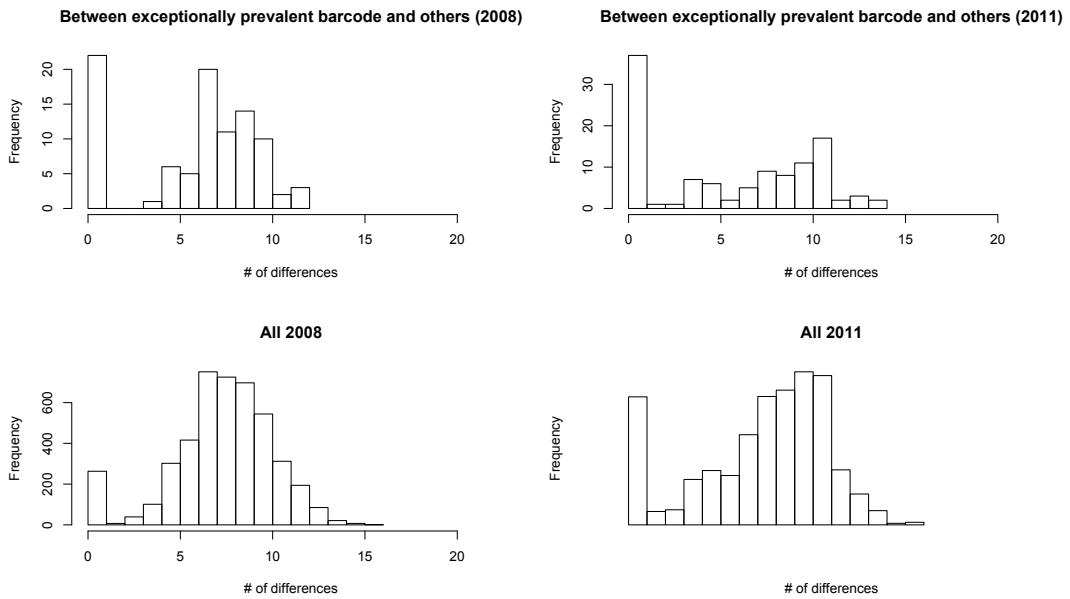 Between exceptionally prevalent barcode and others (2008)
Frequency
0 5 10 15 20
0 5 10 15 20
# of differences
Between exceptionally prevalent barcode and others (2011)
Frequency
0 10 20 30
0 5 10 15 20
# of differences
All 2008
Frequency
0 200 400 600
0 5 10 15 20
# of differences
All 2011
Frequency
# of differences